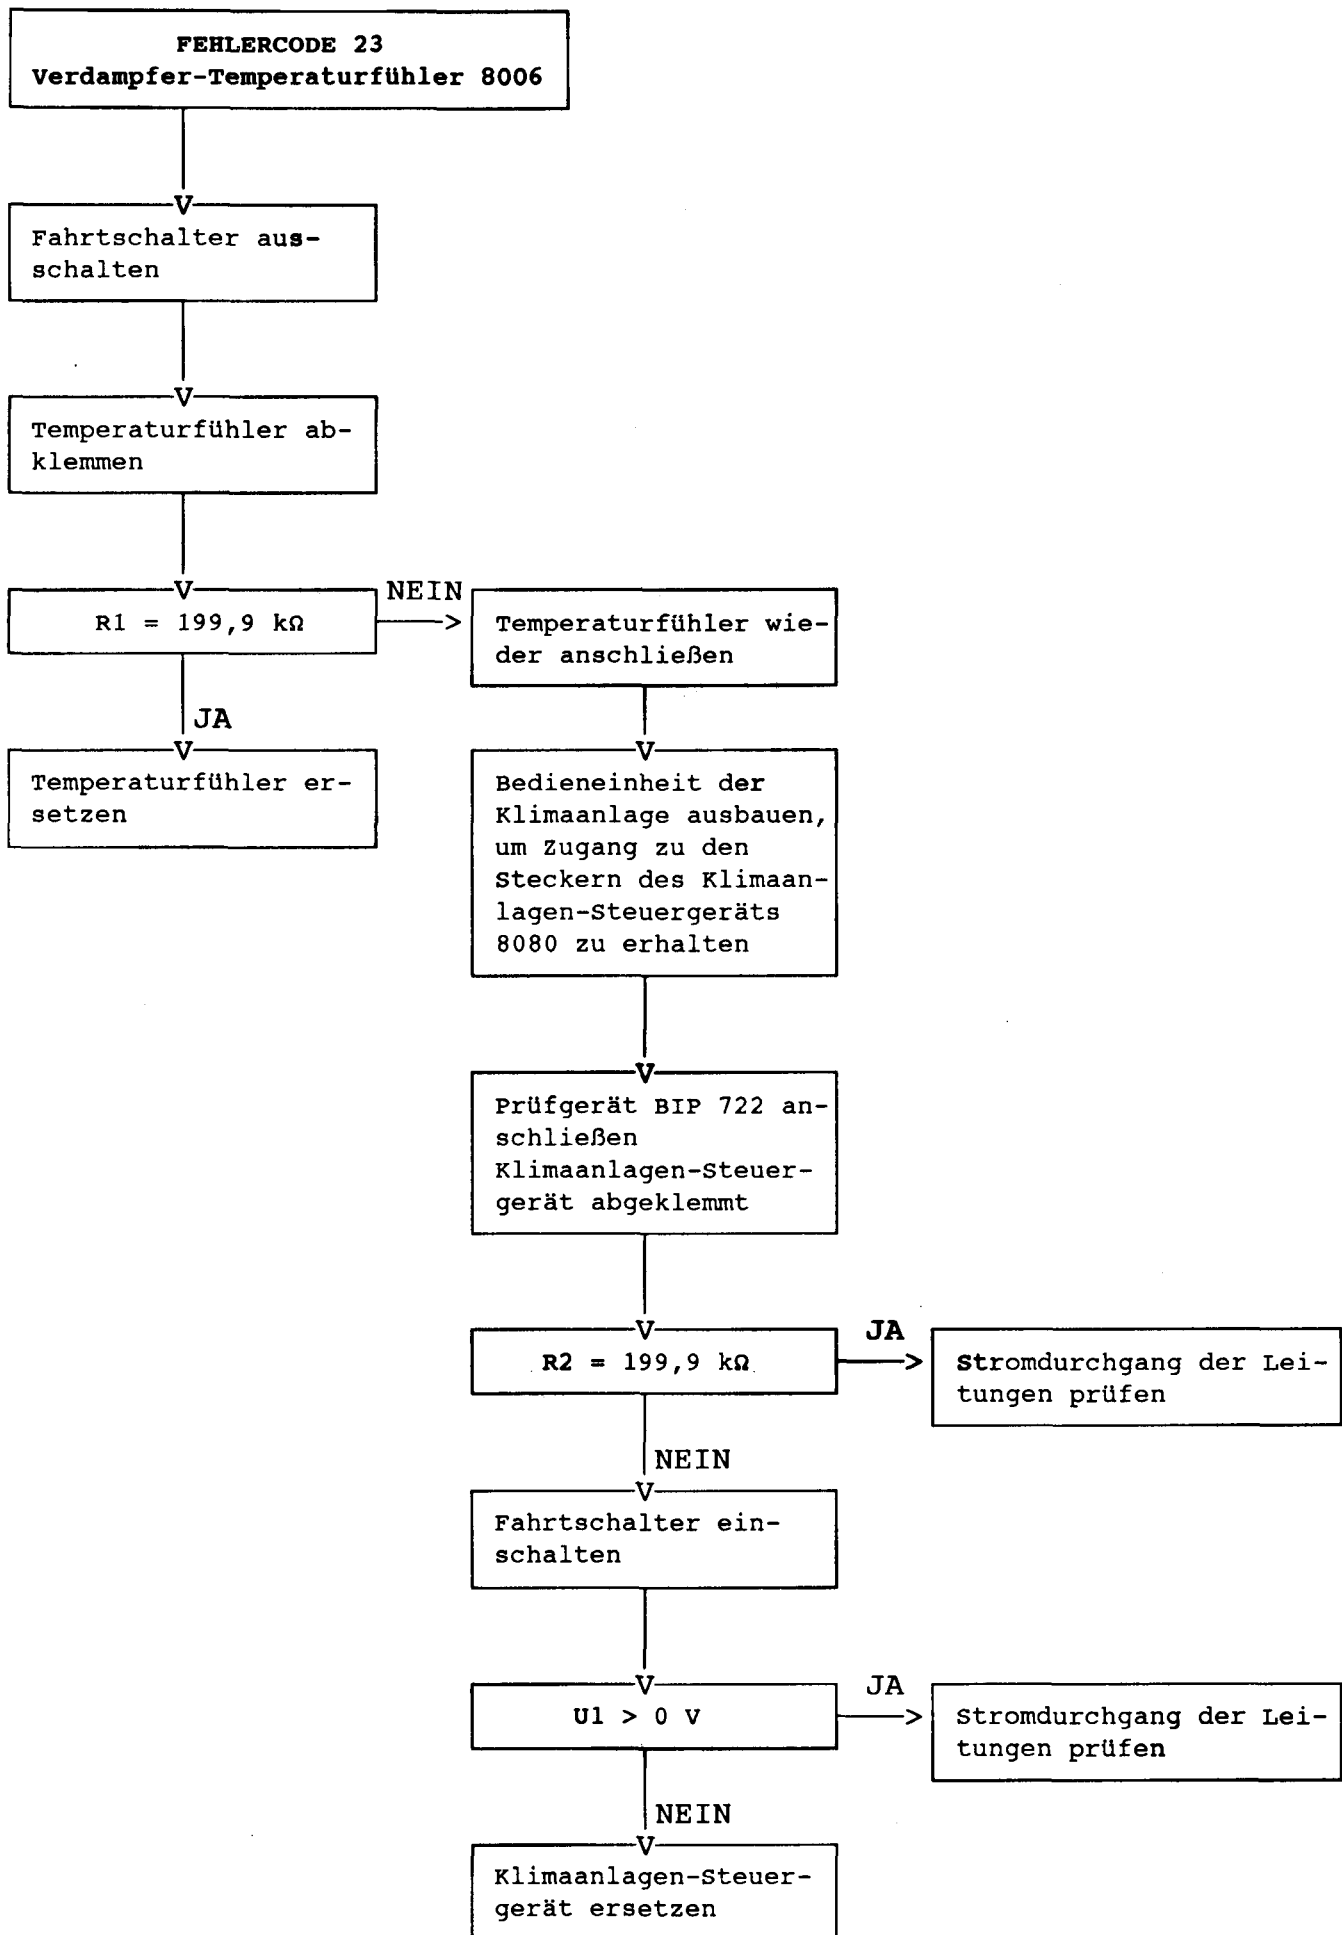 FEHLERCODE 23
Verdampfer-Temperaturfühler 8006
Fahrtschalter aus-
schalten
Temperaturfühler ab-
klemmen
R1 = 199,9 kΩ
NEIN
Temperaturfühler wie-
der anschließen
JA
Temperaturfühler er-
setzen
Bedieneinheit der
Klimaanlage ausbauen,
um Zugang zu den
Steckern des Klimaan-
lagen-Steuergeräts
8080 zu erhalten
Prüfgerät BIP 722 an-
schließen
Klimaanlagen-Steuer-
gerät abgeklemmt
R2 = 199,9 kΩ
JA
Stromdurchgang der Lei-
tungen prüfen
NEIN
Fahrtschalter ein-
schalten
U1 > 0 V
JA
Stromdurchgang der Lei-
tungen prüfen
NEIN
Klimaanlagen-Steuer-
gerät ersetzen